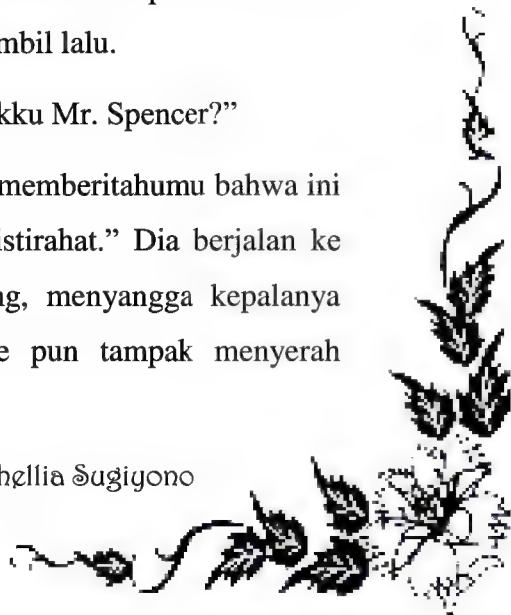 mbil lalu.
kku Mr. Spencer?”
memberitahumu bahwa ini
istirahat.” Dia berjalan ke
ng, menyangga kepalanya
e pun tampak menyerah
hellia Sugiyono